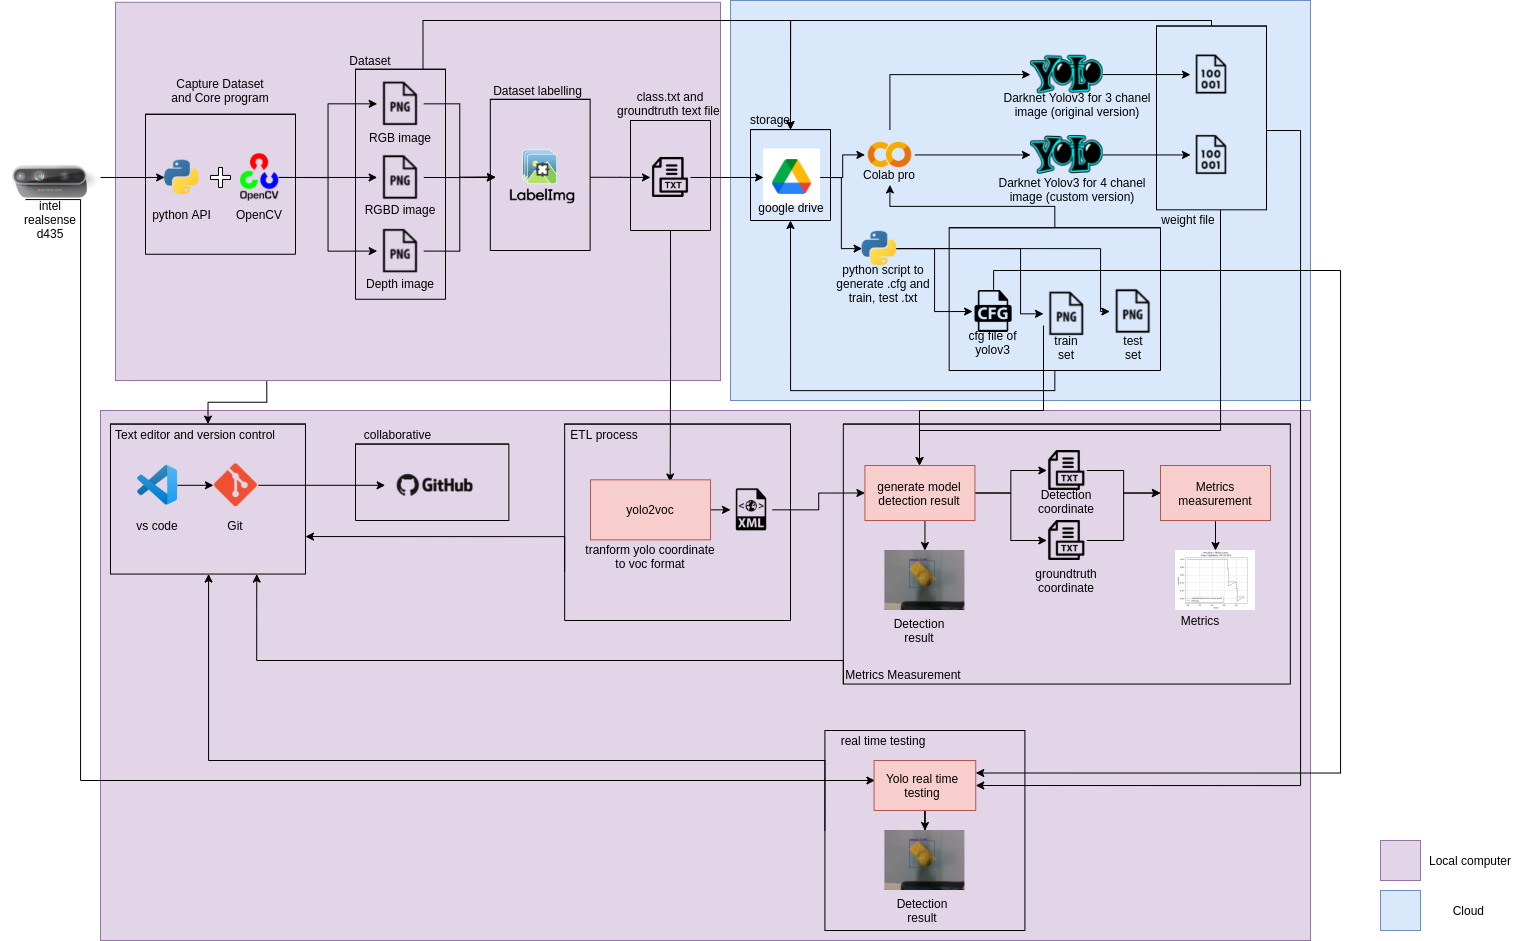 Capture Dataset
and Core program
Dataset
Dataset labelling
class.txt and
groundtruth text file
PNG
RGB image
PNG
RGBD image
PNG
Depth image
python API
OpenCV
OpenCV
LabelImg
TXT
intel
realsense
d435
storage
google drive
Colab pro
YOLO
Darknet Yolov3 for 3 chanel
image (original version)
YOLO
Darknet Yolov3 for 4 chanel
image (custom version)
100
001
100
001
weight file
python script to
generate .cfg and
train, test .txt
CFG
cfg file of
yolov3
PNG
train
set
PNG
test
set
Text editor and version control
vs code
Git
collaborative
GitHub
ETL process
yolo2voc
XML
tranform yolo coordinate
to voc format
generate model
detection result
Detection
result
TXT
Detection
coordinate
TXT
groundtruth
coordinate
Metrics
measurement
Metrics
Metrics Measurement
real time testing
Yolo real time
testing
Detection
result
Local computer
Cloud